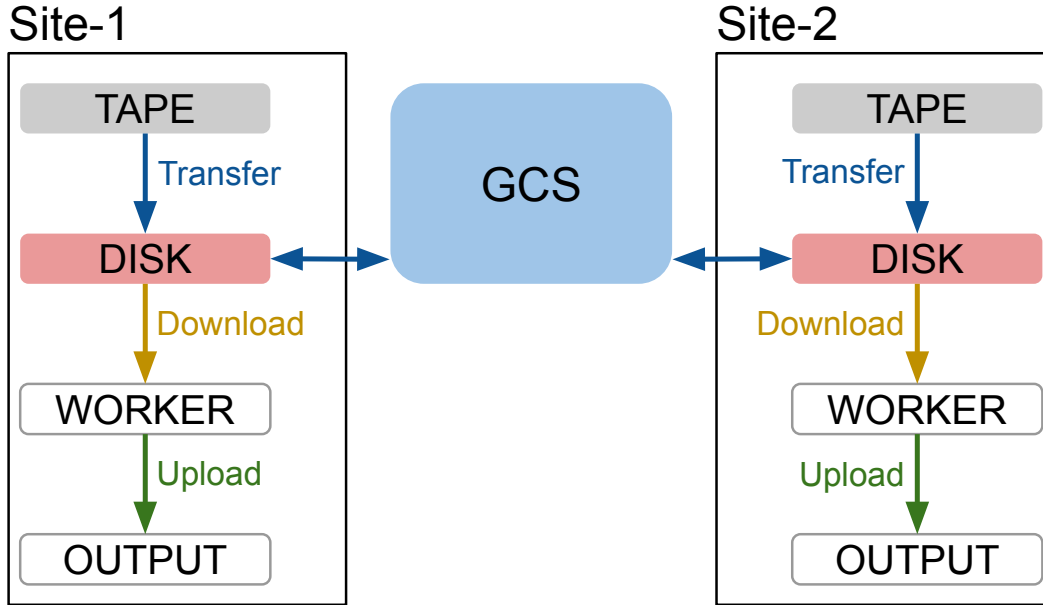 Site-1
TAPE
Transfer
DISK
Download
WORKER
Upload
OUTPUT
GCS
Site-2
TAPE
Transfer
DISK
Download
WORKER
Upload
OUTPUT